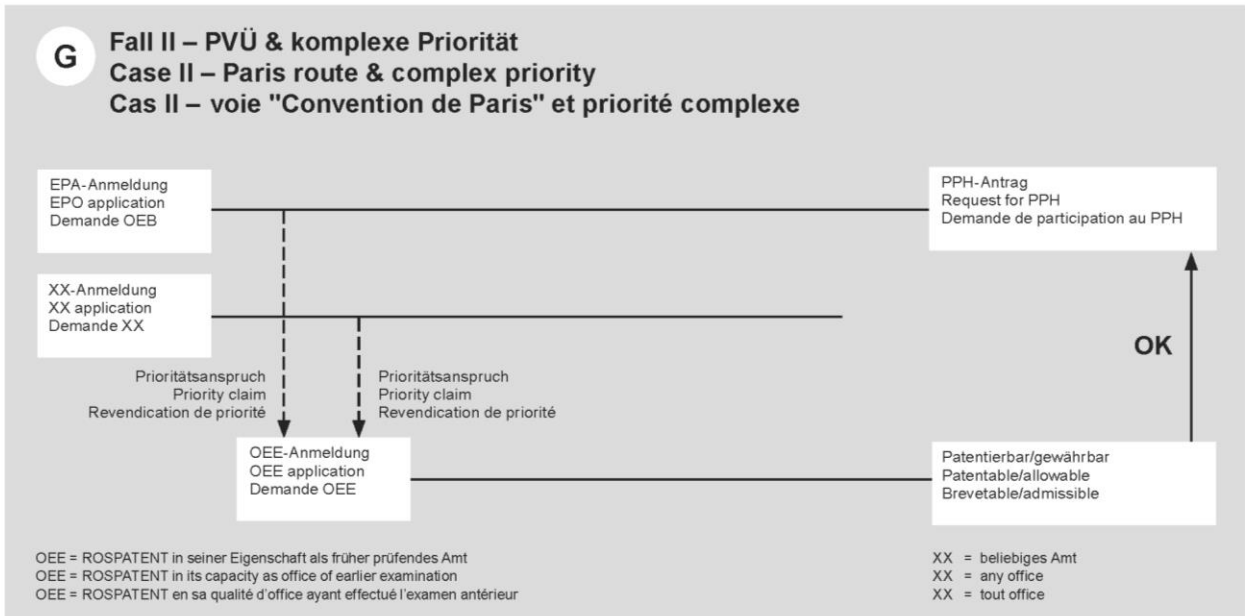 G
Fall II – PVÜ & komplexe Priorität
Case II – Paris route & complex priority
Cas II – voie "Convention de Paris" et priorité complexe
EPA-Anmeldung
EPO application
Demande OEB
PPH-Antrag
Request for PPH
Demande de participation au PPH
XX-Anmeldung
XX application
Demande XX
OK
Prioritätsanspruch
Priority claim
Revendication de priorité
Prioritätsanspruch
Priority claim
Revendication de priorité
OEE-Anmeldung
OEE application
Demande OEE
Patentierbar/gewährbar
Patentable/allowable
Brevetable/admissible
OEE = ROSPATENT in seiner Eigenschaft als früher prüfendes Amt
OEE = ROSPATENT in its capacity as office of earlier examination
OEE = ROSPATENT en sa qualité d'office ayant effectué l'examen antérieur
XX = beliebiges Amt
XX = any office
XX = tout office